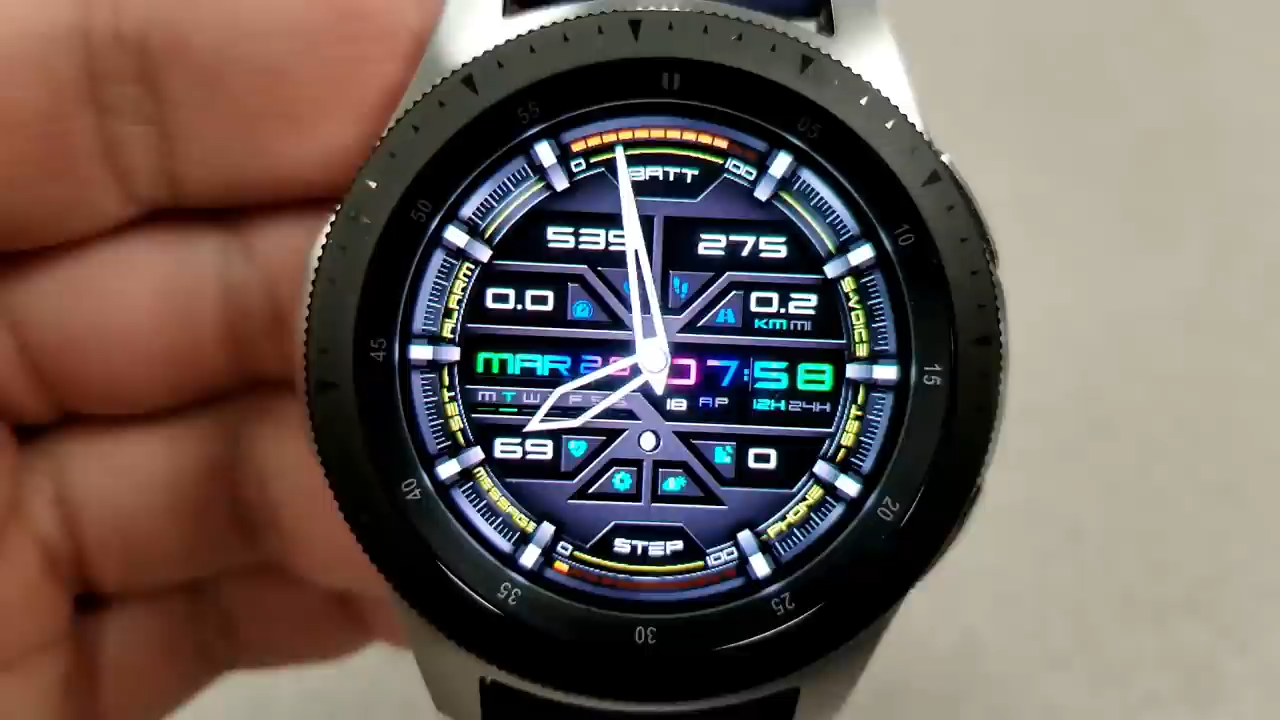 55
05
50
10
45
15
40
20
35
25
30
0 100
BATT
539 275
0.0 0.2
KM MI
ALARM
S-VOICE
MAR 07:58
M T W F S S 18 A P 12H 24H
SET
SET
69 0
MESSAGE
PHONE
STEP
0 100